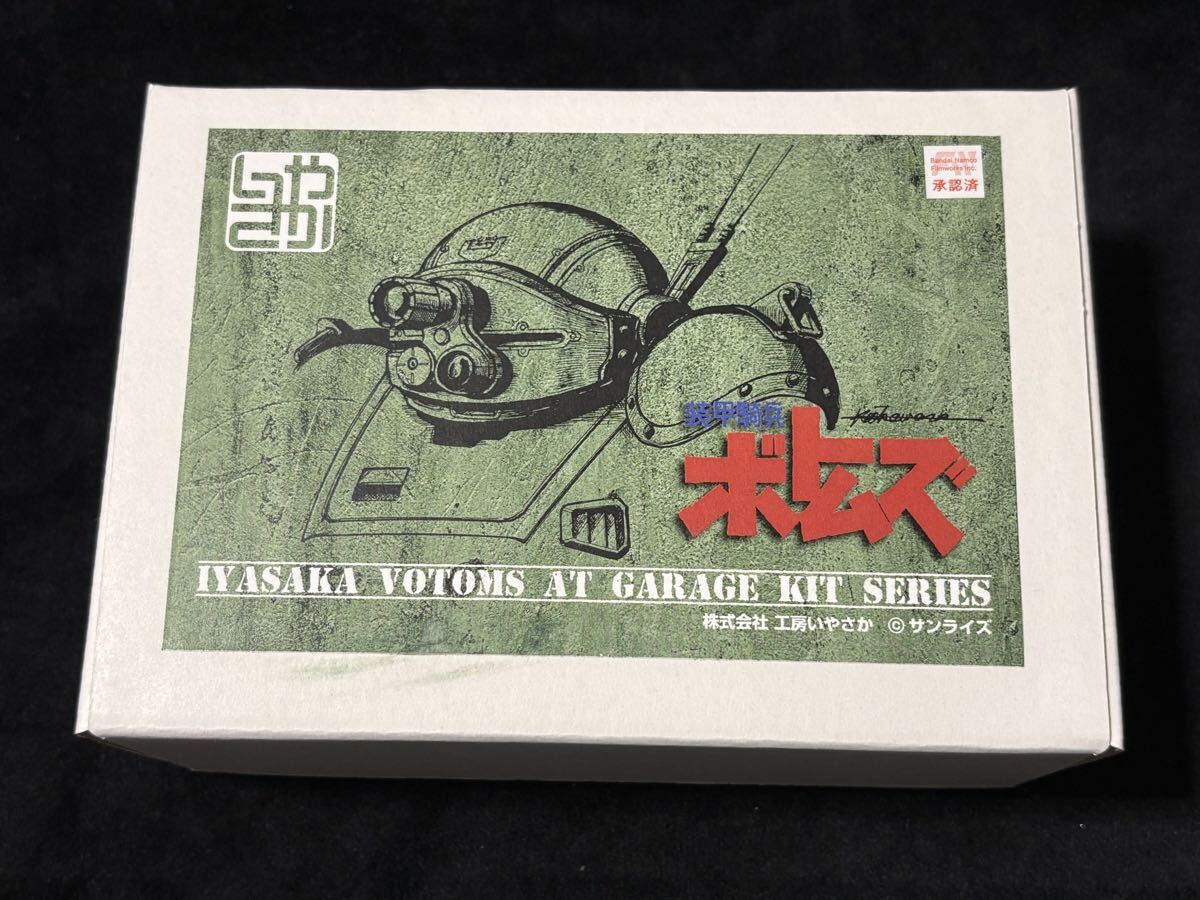 いやさか
Bandai Namco
Filmworks Inc.
承認済
装甲騎兵
ボトムズ
IYASAKA VOTOMS AT GARAGE KIT SERIES
株式会社 工房いやさか ©サンライズ